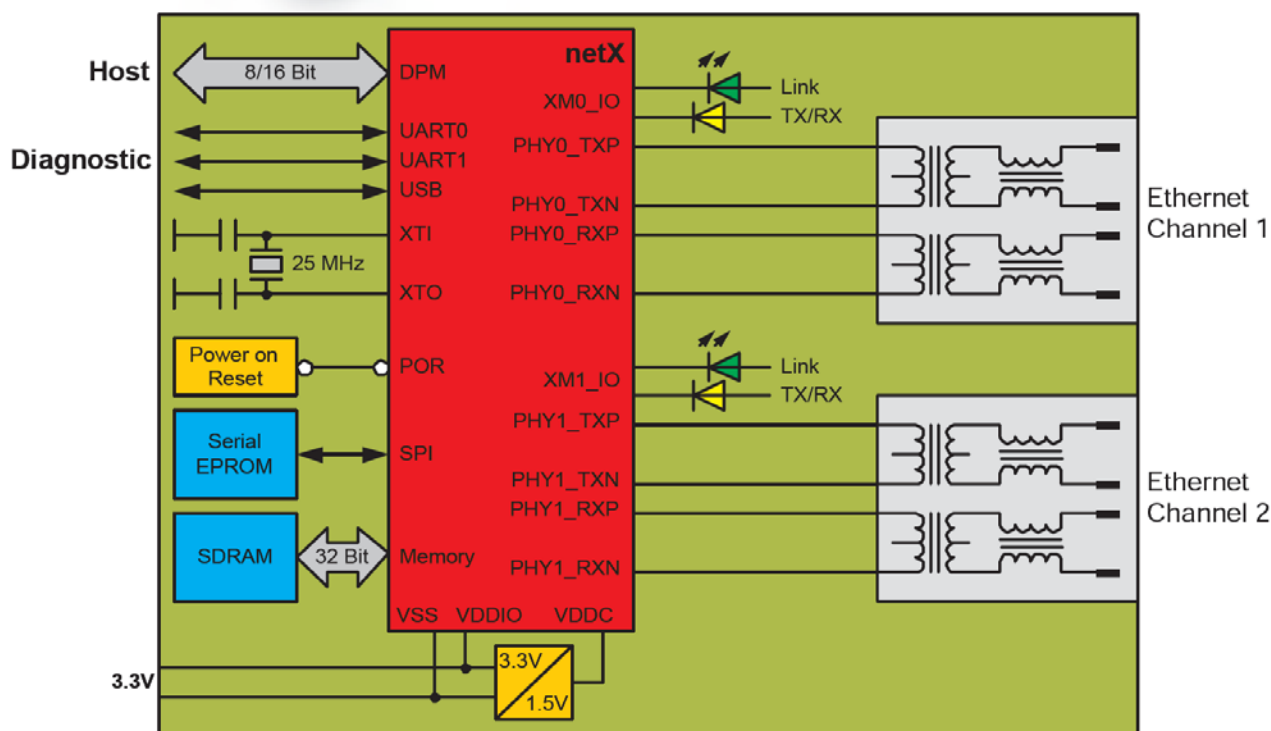 netX
Host
8/16 Bit
DPM
XM0_IO
Link
TX/RX
UART0
Diagnostic
UART1
USB
PHY0_TXP
PHY0_TXN
PHY0_RXP
PHY0_RXN
Ethernet
Channel 1
XTI
25 MHz
XTO
Power on
Reset
POR
XM1_IO
Link
TX/RX
Serial
EPROM
SPI
PHY1_TXP
PHY1_TXN
PHY1_RXP
PHY1_RXN
Ethernet
Channel 2
SDRAM
32 Bit
Memory
VSS VDDIO VDDC
3.3V
3.3V
1.5V